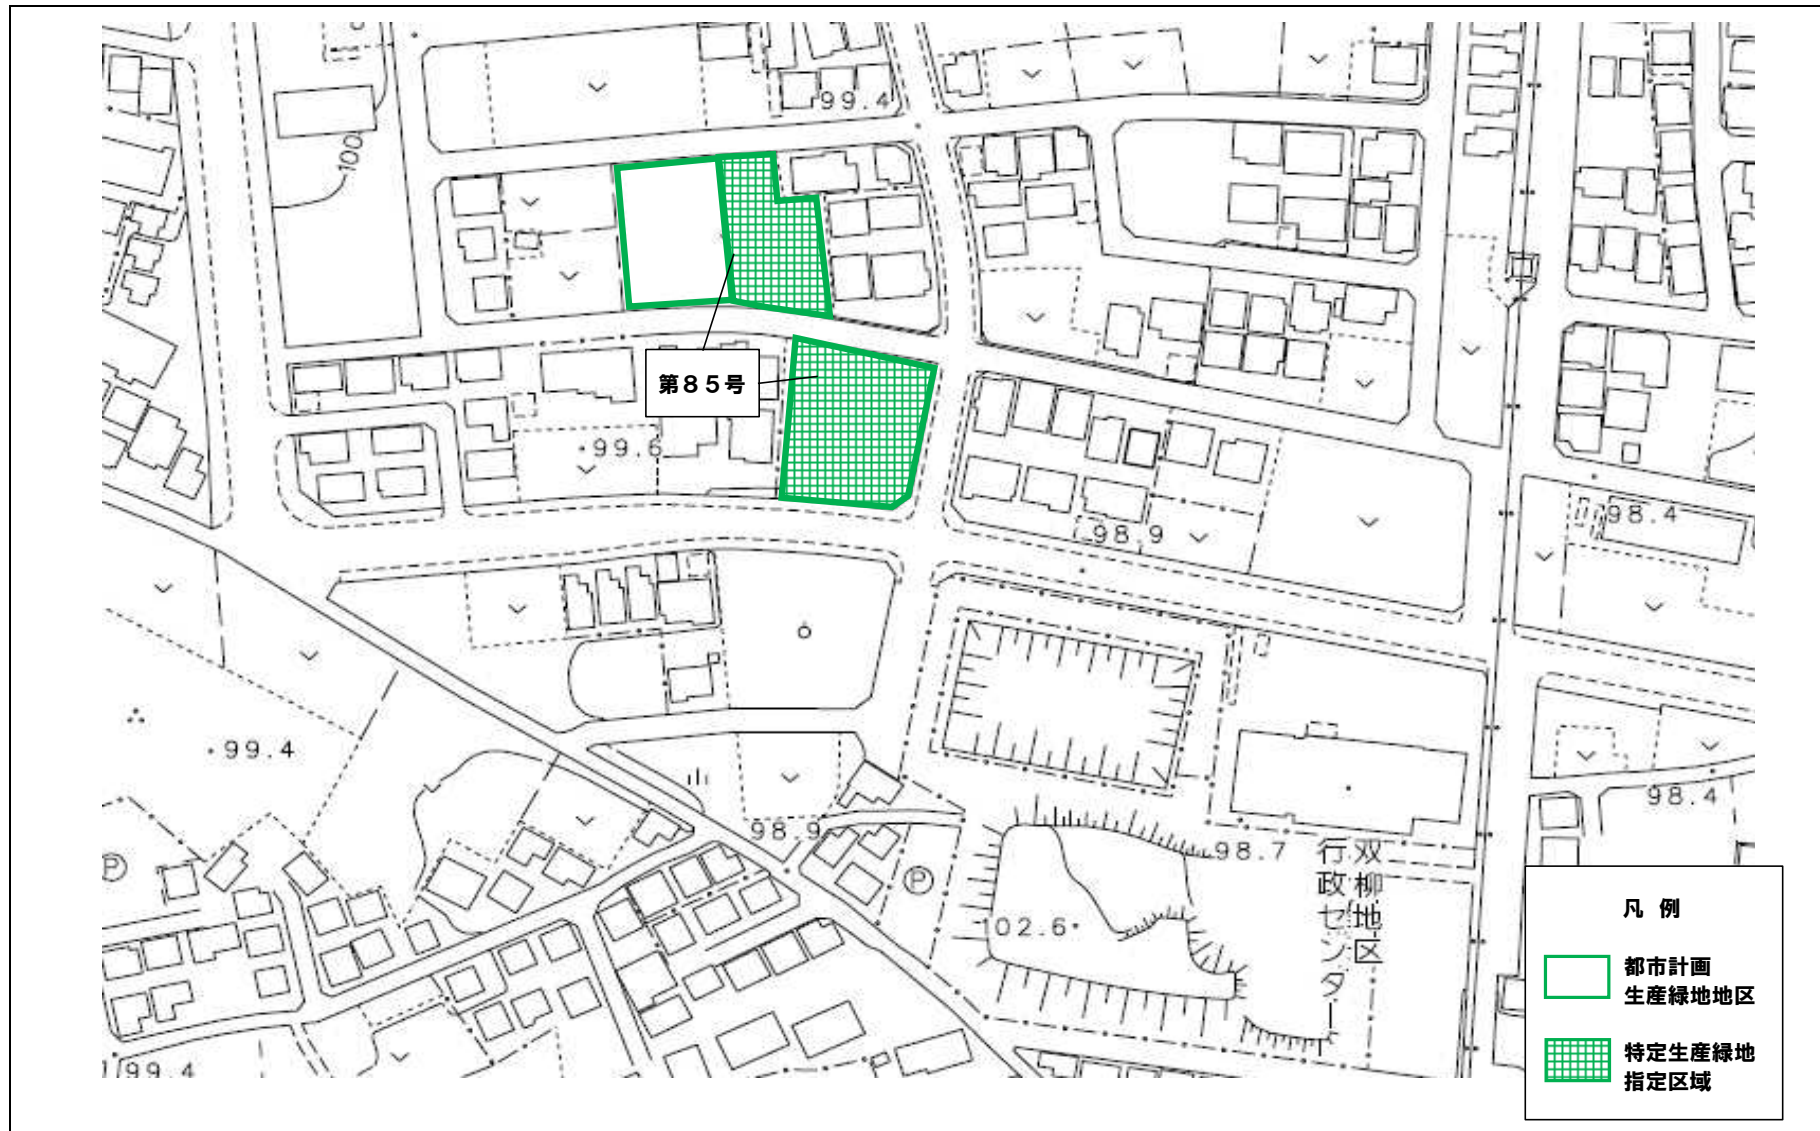 99.4
100
第85号
99.6
98.9
98.4
99.4
98.4
98.9
98.7
双柳地区
行政センター
P
P
02.6
99.4
凡 例
都市計画
生産緑地地区
特定生産緑地
指定区域